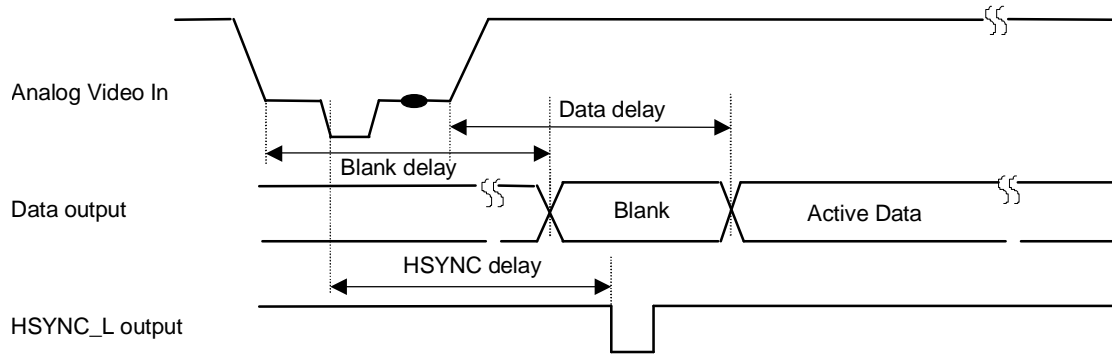 Analog Video In
Data delay
Blank delay
Data output
Blank
Active Data
HSYNC delay
HSYNC_L output